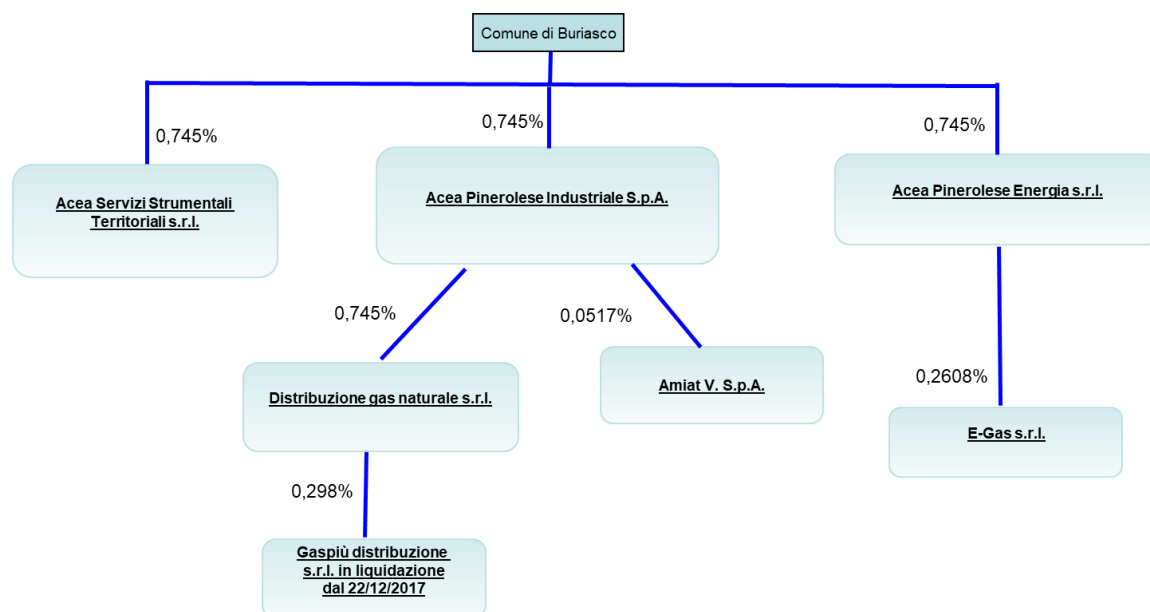 Comune di Buriasco
0,745%
0,745%
0,745%
Acea Servizi Strumentali
Territoriali s.r.l.
Acea Pinerolese Industriale S.p.A.
Acea Pinerolese Energia s.r.l.
0,745%
0,0517%
0,2608%
Distribuzione gas naturale s.r.l.
Amiat V. S.p.A.
E-Gas s.r.l.
0,298%
Gaspiù distribuzione
s.r.l. in liquidazione
dal 22/12/2017